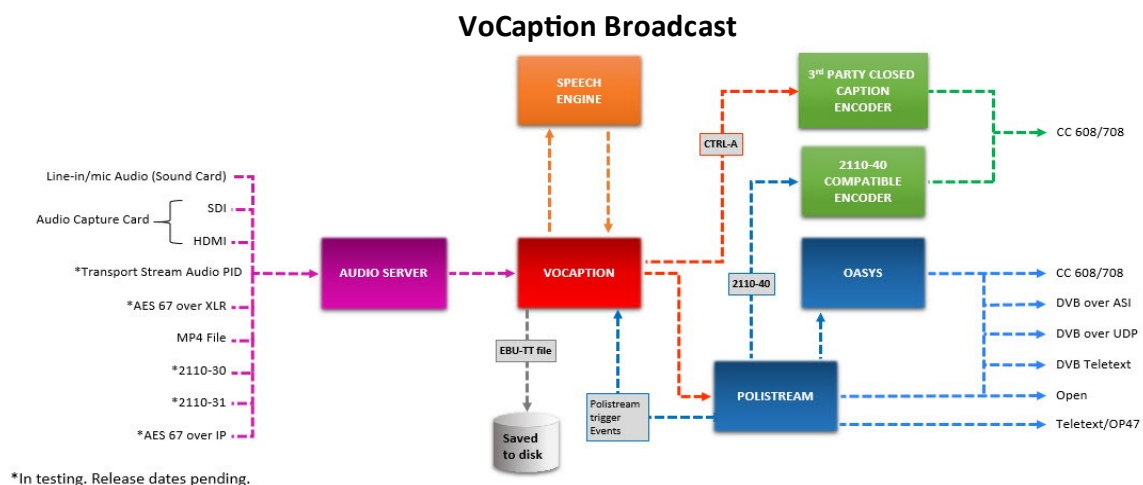 VoCaption Broadcast
SPEECH
ENGINE
3rd PARTY CLOSED
CAPTION
ENCODER
CTRL-A
CC 608/708
2110-40
COMPATIBLE
ENCODER
Line-in/mic Audio (Sound Card)
Audio Capture Card
SDI
HDMI
*Transport Stream Audio PID
*AES 67 over XLR
MP4 File
*2110-30
*2110-31
*AES 67 over IP
AUDIO SERVER
VOCAPTION
2110-40
OASYS
CC 608/708
DVB over ASI
DVB over UDP
DVB Teletext
Open
Teletext/OP47
EBU-TT file
Polistream
trigger
Events
POLISTREAM
Saved
to disk
*In testing. Release dates pending.